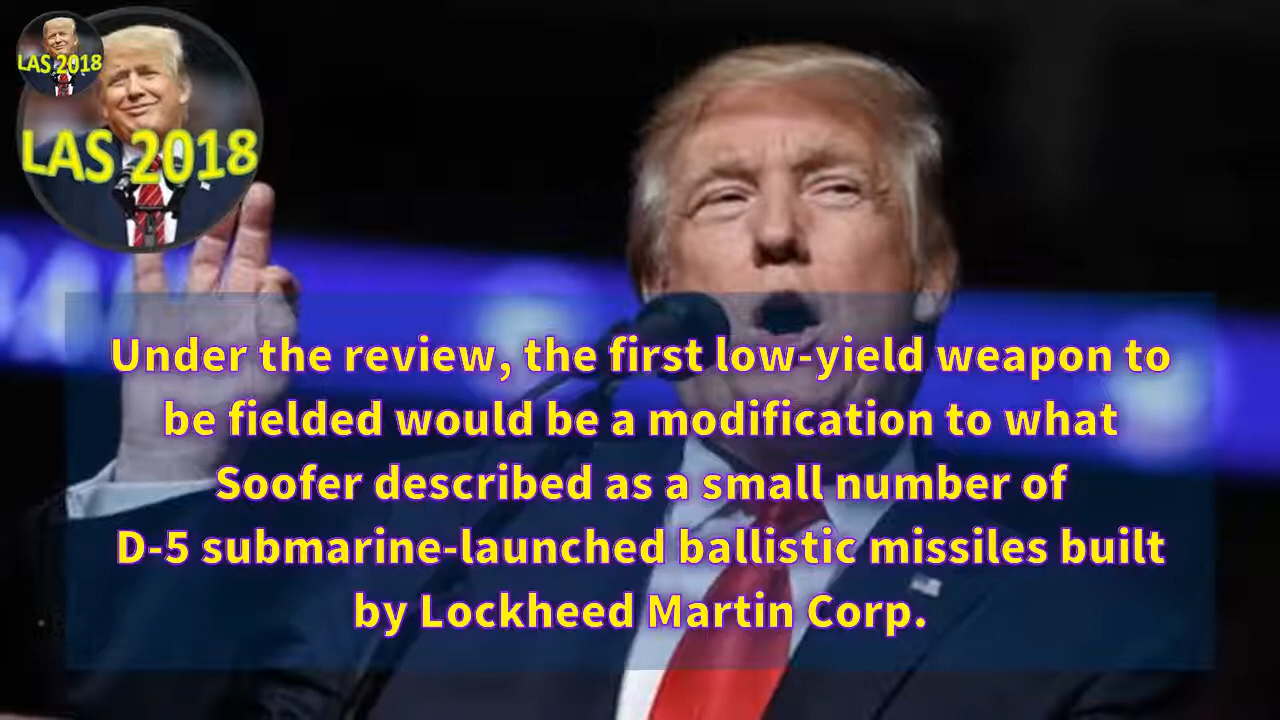 LAS 2018
LAS 2018
Under the review, the first low-yield weapon to
be fielded would be a modification to what
Soofer described as a small number of
D-5 submarine-launched ballistic missiles built
by Lockheed Martin Corp.